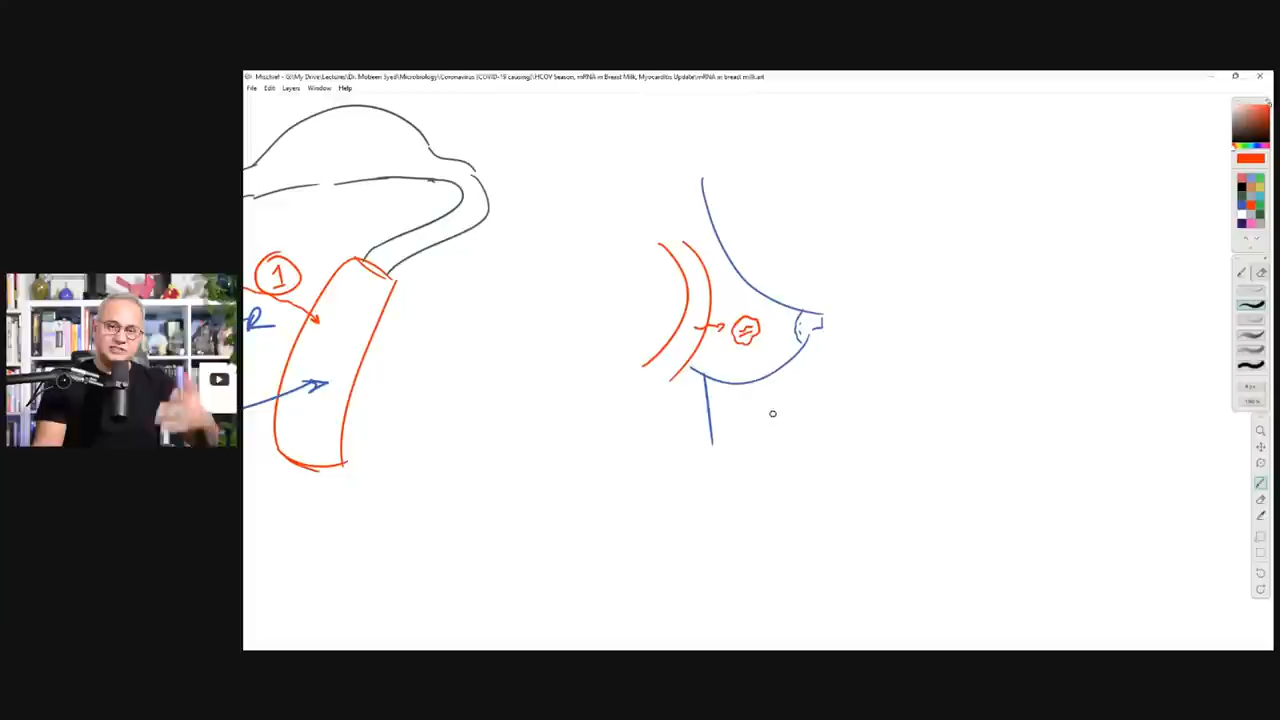 Mischief - G:\My Drive\Lectures\Dr. Mobeen Syed\Microbiology\Coronavirus (COVID-19 causing)\HCOV Season, mRNA in Breast Milk, Myocarditis Update\mRNA in breast milk.art
File Edit Layers Insert Help
1
R